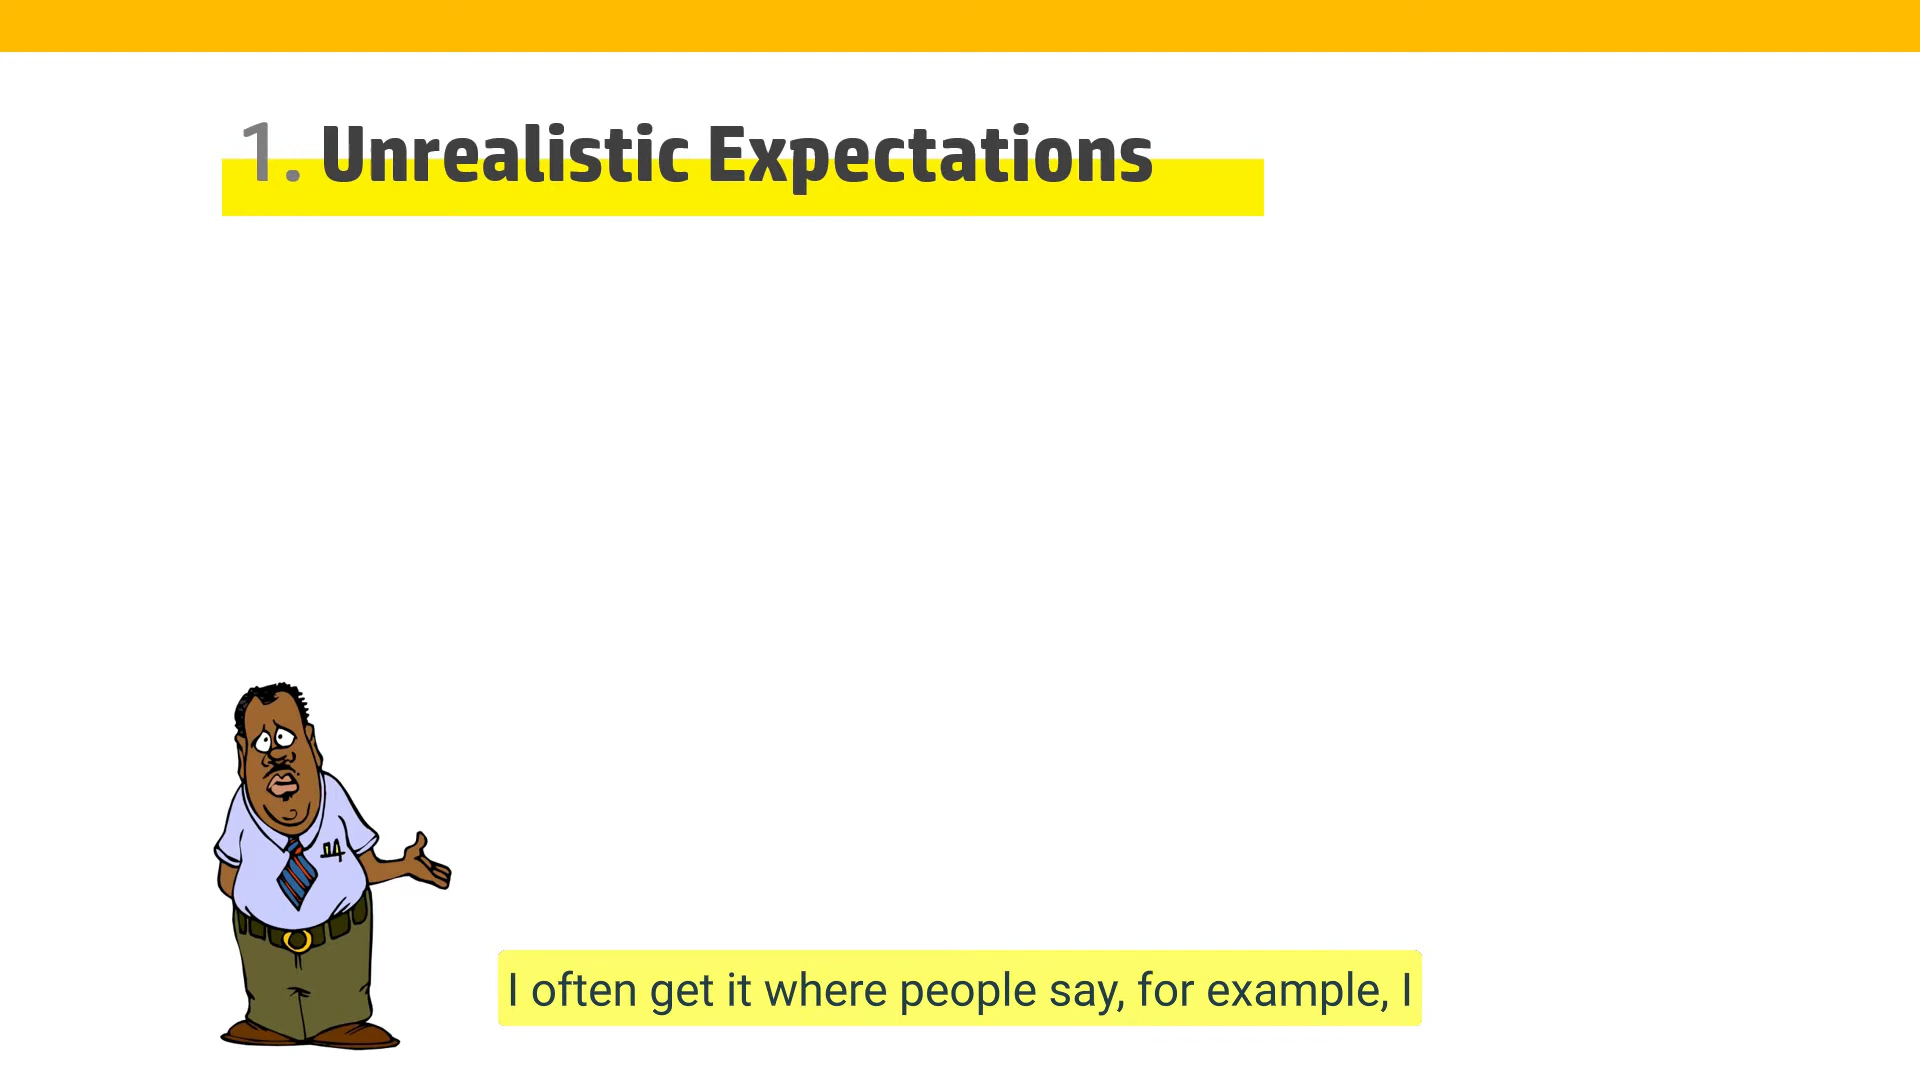 1. Unrealistic Expectations
I often get it where people say, for example, I